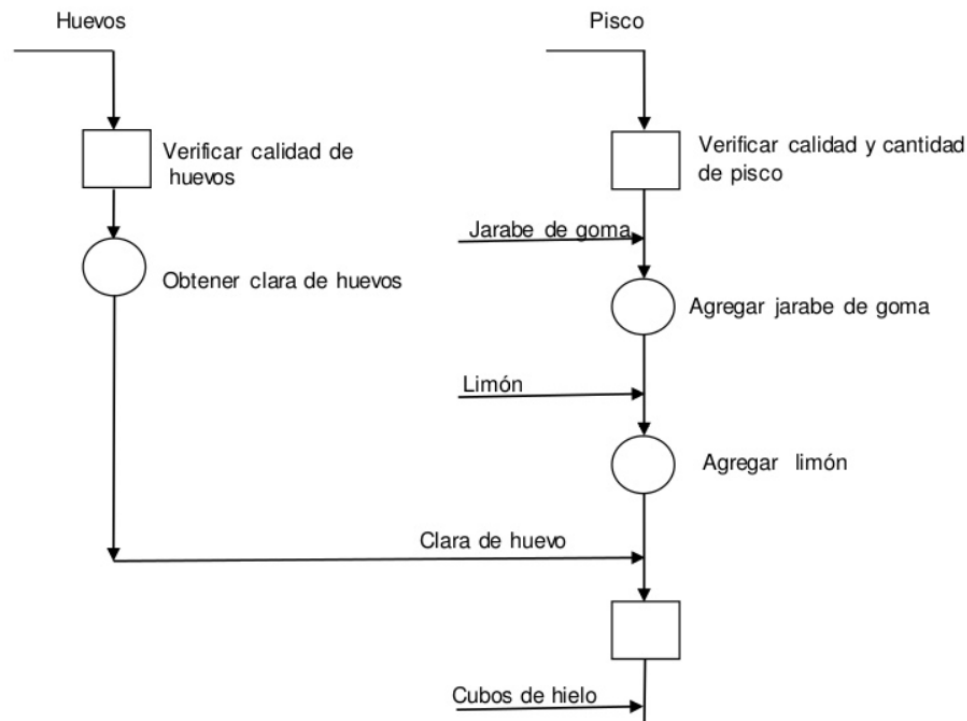 Huevos
Pisco
Verificar calidad de
huevos
Verificar calidad y cantidad
de pisco
Jarabe de goma
Obtener clara de huevos
Agregar jarabe de goma
Limón
Agregar limón
Clara de huevo
Cubos de hielo